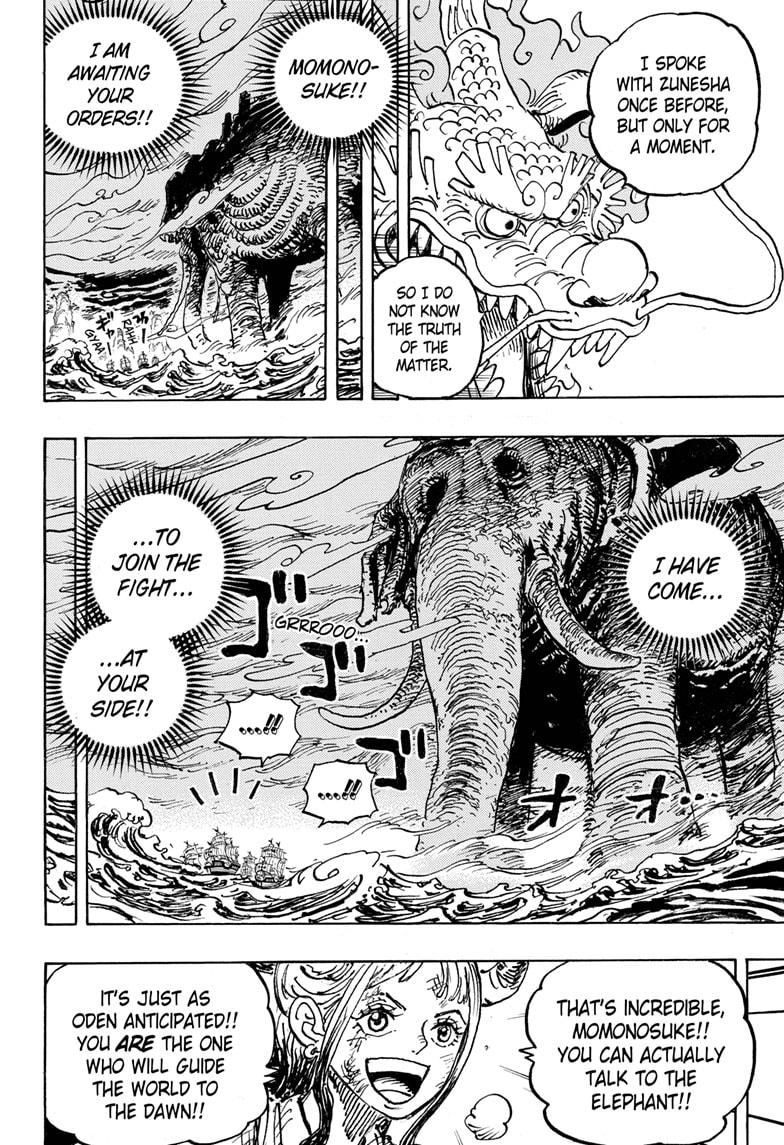 I SPOKE
WITH ZUNESHA
ONCE BEFORE,
BUT ONLY FOR
A MOMENT.
SO I DO
NOT KNOW
THE TRUTH
OF THE
MATTER.
MOMONO-
SUKE!!
I AM
AWAITING
YOUR
ORDERS!!
RAHH
GYAA
I HAVE
COME...
...TO
JOIN THE
FIGHT...
...AT
YOUR
SIDE!!
ゴゴ
GRRROOO...
ゴオオ...
....!!
....!!
THAT'S INCREDIBLE,
MOMONOSUKE!!
YOU CAN ACTUALLY
TALK TO THE
ELEPHANT!!
IT'S JUST AS
ODEN ANTICIPATED!!
YOU ARE THE ONE
WHO WILL GUIDE
THE WORLD TO
THE DAWN!!